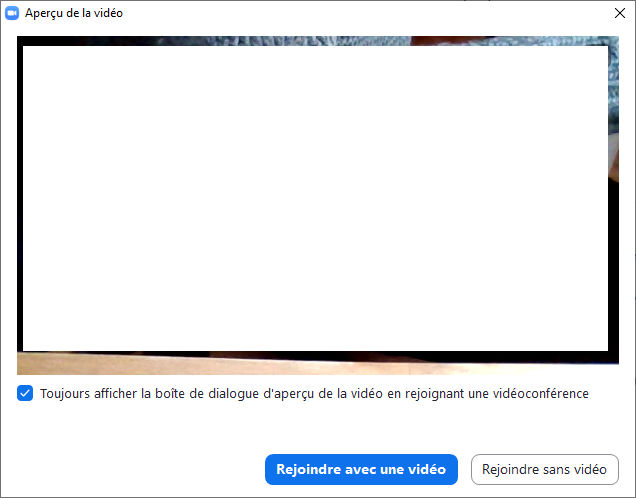 Aperçu de la vidéo
Toujours afficher la boîte de dialogue d'aperçu de la vidéo en rejoignant une vidéoconférence
Rejoindre avec une vidéo
Rejoindre sans vidéo